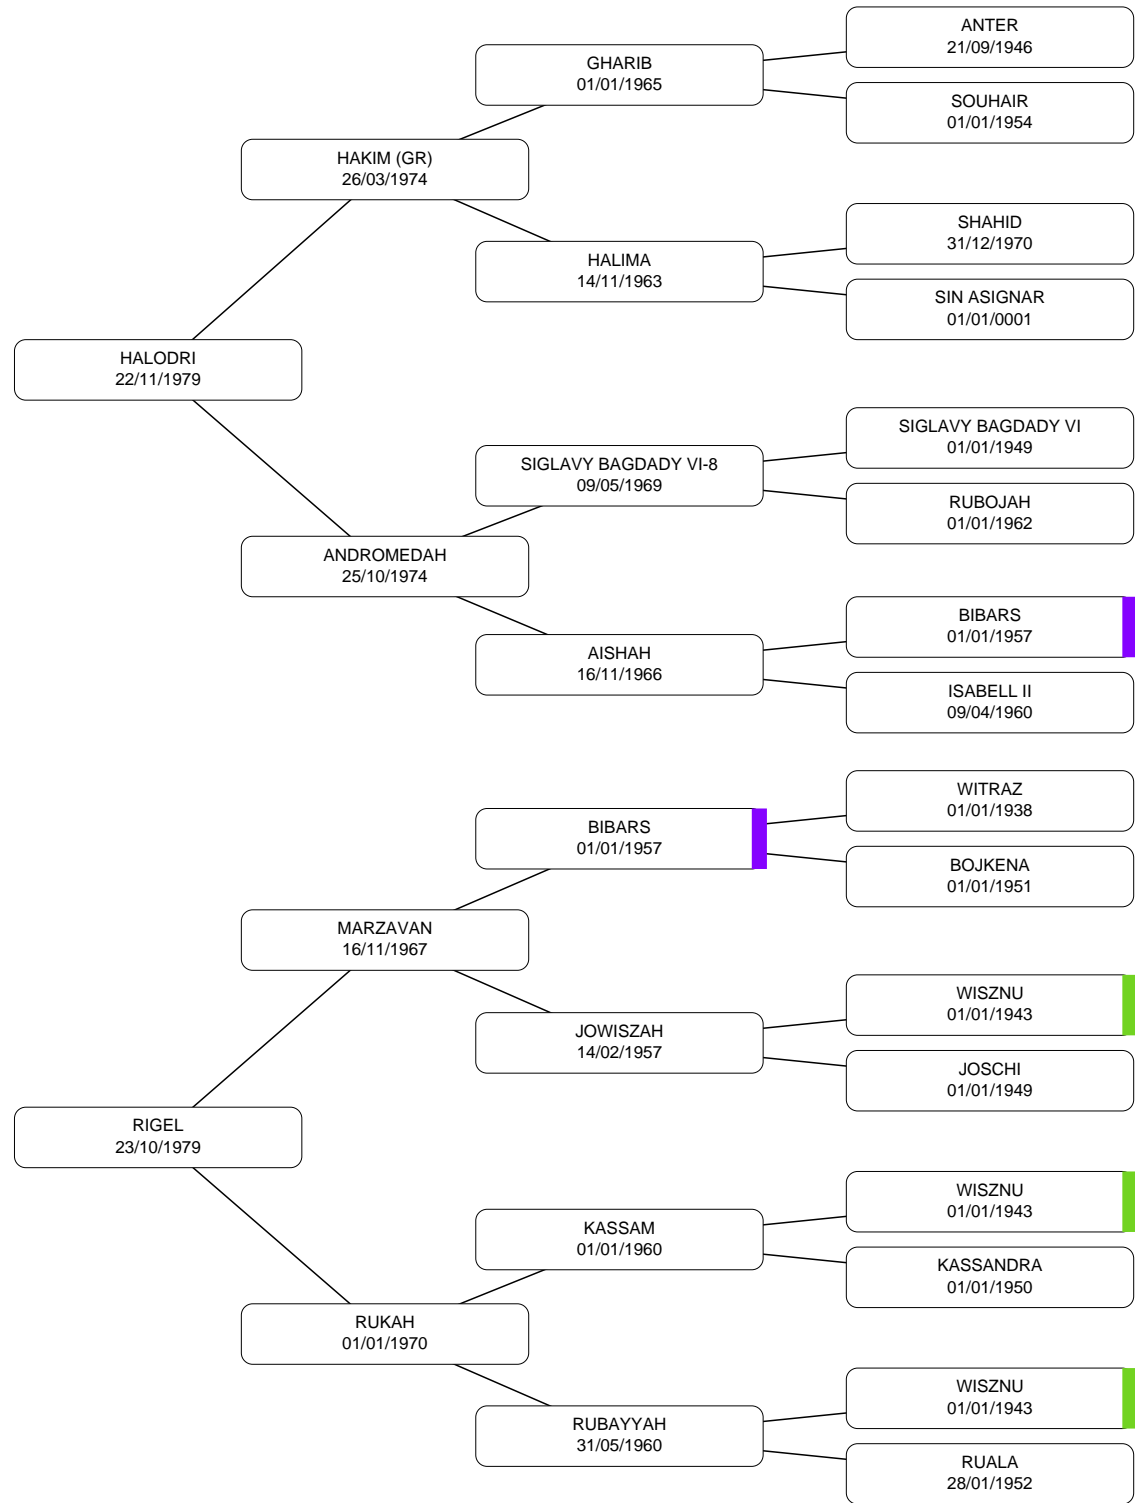 ANTER
21/09/1946
GHARIB
01/01/1965
SOUHAIR
01/01/1954
HAKIM (GR)
26/03/1974
SHAHID
31/12/1970
HALIMA
14/11/1963
SIN ASIGNAR
01/01/0001
HALODRI
22/11/1979
SIGLAVY BAGDADY VI
01/01/1949
SIGLAVY BAGDADY VI-8
09/05/1969
RUBOJAH
01/01/1962
ANDROMEDAH
25/10/1974
BIBARS
01/01/1957
AISHAH
16/11/1966
ISABELL II
09/04/1960
WITRAZ
01/01/1938
BIBARS
01/01/1957
BOJKENA
01/01/1951
MARZAVAN
16/11/1967
WISZNU
01/01/1943
JOWISZAH
14/02/1957
JOSCHI
01/01/1949
RIGEL
23/10/1979
WISZNU
01/01/1943
KASSAM
01/01/1960
KASSANDRA
01/01/1950
RUKAH
01/01/1970
WISZNU
01/01/1943
RUBAYYAH
31/05/1960
RUALA
28/01/1952